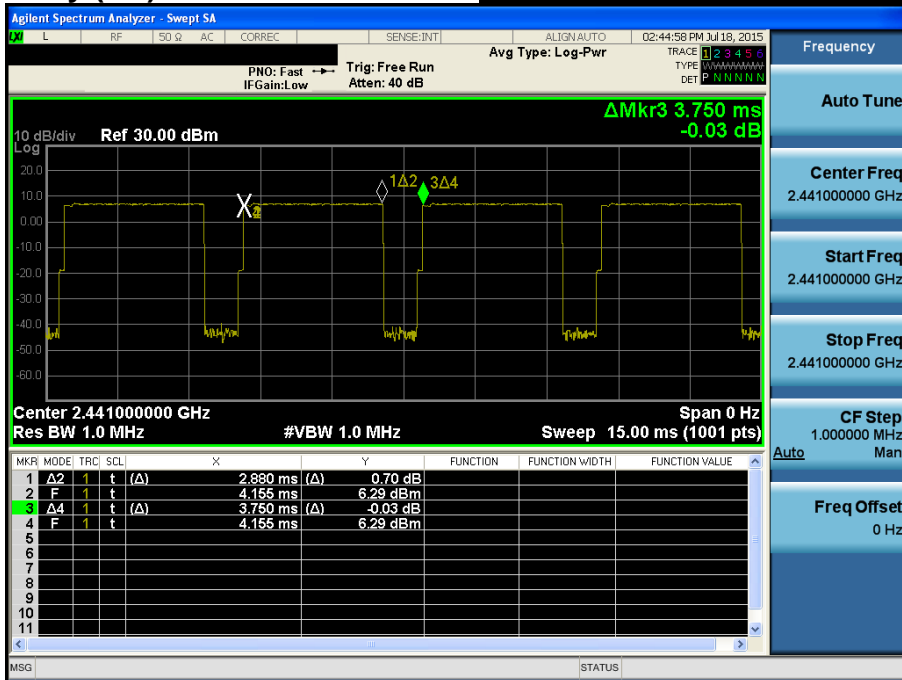 Agilent Spectrum Analyzer - Swept SA
LXI L RF 50 Ω AC CORREC SENSE:INT ALIGN AUTO 02:44:58 PM Jul 18, 2015
Avg Type: Log-Pwr
TRACE 1 2 3 4 5 6
TYPE
DET P N N N N N
PNO: Fast
IFGain:Low
Trig: Free Run
Atten: 40 dB
ΔMkr3 3.750 ms
-0.03 dB
10 dB/div
Log
Ref 30.00 dBm
20.0
10.0
0.00
-10.0
-20.0
-30.0
-40.0
-50.0
-60.0
X
2
1Δ2
3Δ4
Center 2.441000000 GHz
Span 0 Hz
Res BW 1.0 MHz
#VBW 1.0 MHz
Sweep 15.00 ms (1001 pts)
MKR MODE TRC SCL X Y FUNCTION FUNCTION WIDTH FUNCTION VALUE
1 Δ2 1 t (Δ) 2.880 ms (Δ) 0.70 dB
2 F 1 t 4.155 ms 6.29 dBm
3 Δ4 1 t (Δ) 3.750 ms (Δ) -0.03 dB
4 F 1 t 4.155 ms 6.29 dBm
5
6
7
8
9
10
11
MSG
STATUS
Frequency
Auto Tune
Center Freq
2.441000000 GHz
Start Freq
2.441000000 GHz
Stop Freq
2.441000000 GHz
CF Step
1.000000 MHz
Auto Man
Freq Offset
0 Hz